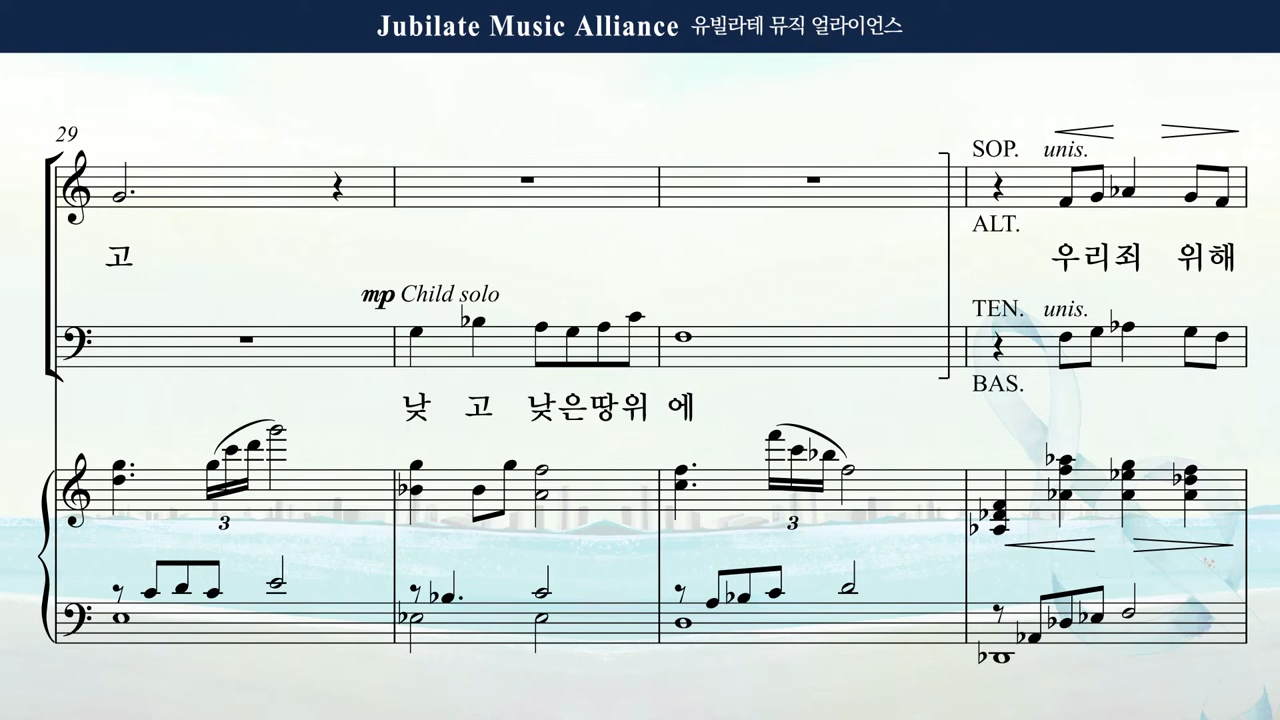 Jubilate Music Alliance 유빌라테 뮤직 얼라이언스
29
SOP. unis.
ALT.
고
우리죄 위해
mp Child solo
TEN. unis.
BAS.
낮 고 낮은땅위 에
3 3